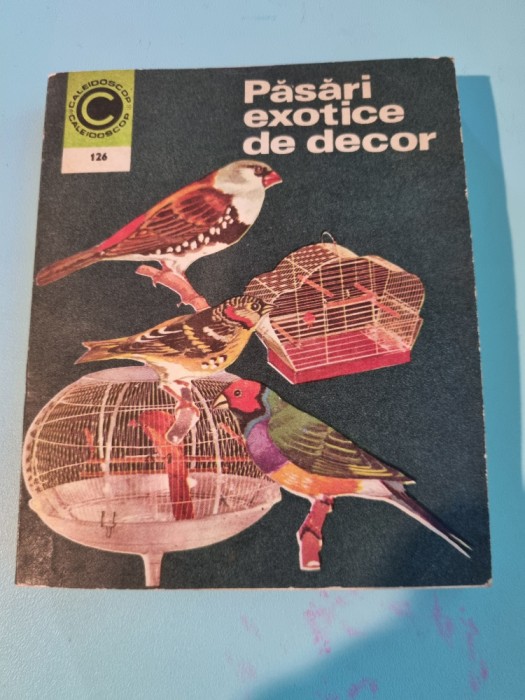 CALEIDOSCOP
C
CALEIDOSCOP
126
Păsări
exotice
de decor